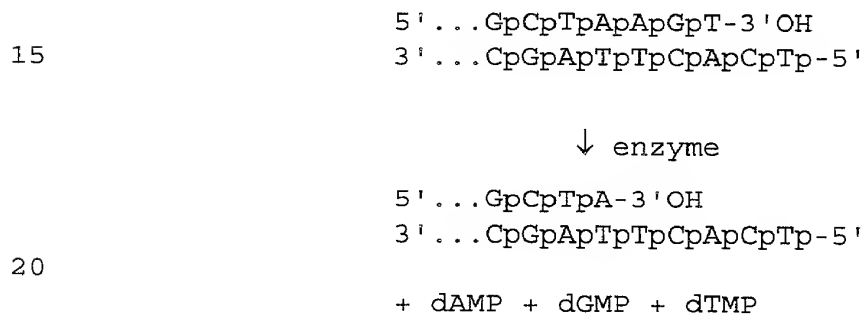 5'...GpCpTpApApGpT-3'OH
15 3'...CpGpApTpTpCpApCpTp-5'
↓ enzyme
5'...GpCpTpA-3'OH
3'...CpGpApTpTpCpApCpTp-5'
20
+ dAMP + dGMP + dTMP